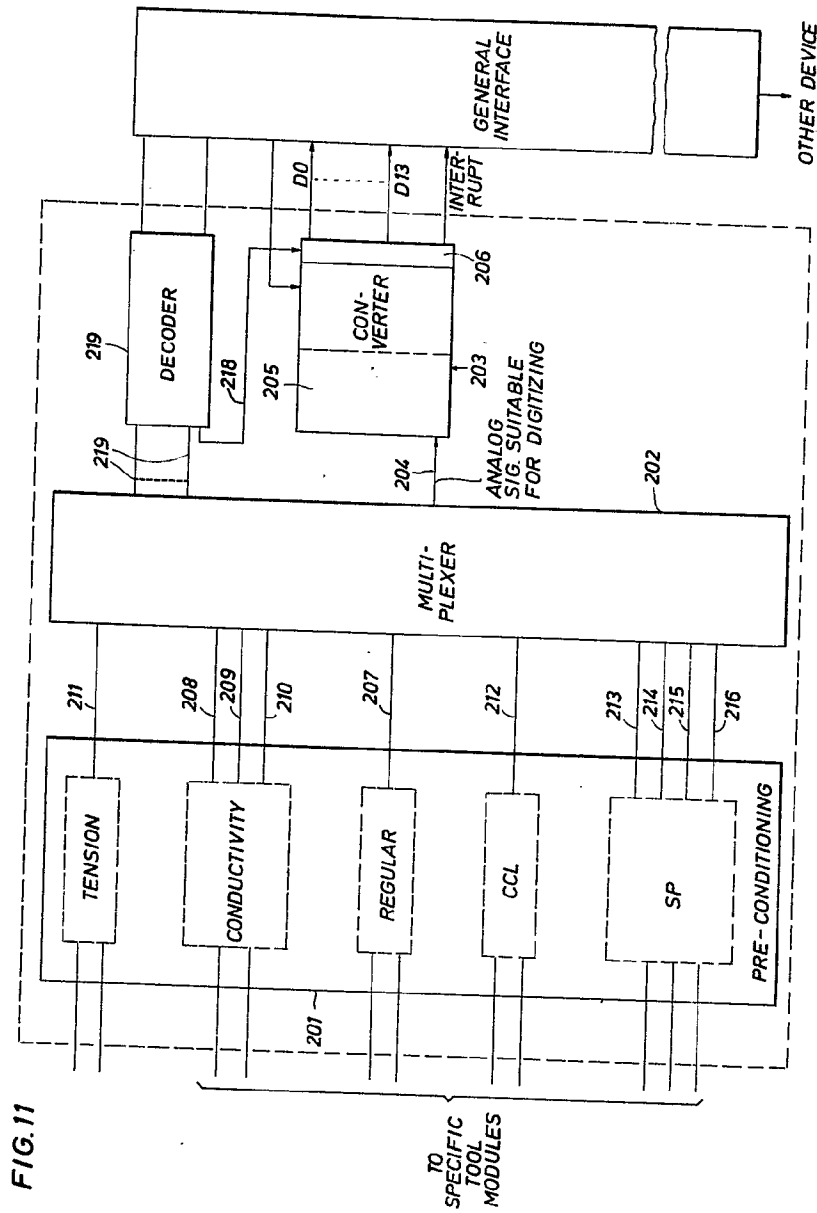 FIG.11
TO
SPECIFIC
TOOL
MODULES
201
TENSION
CONDUCTIVITY
REGULAR
CCL
SP
PRE-CONDITIONING
211
208
209
210
207
212
213
214
215
216
MULTI-
PLEXER
202
219
219
DECODER
218
204
ANALOG
SIG. SUITABLE
FOR DIGITIZING
205
CON-
VERTER
203
206
D0
D13
INTER-
RUPT
GENERAL
INTERFACE
OTHER DEVICE